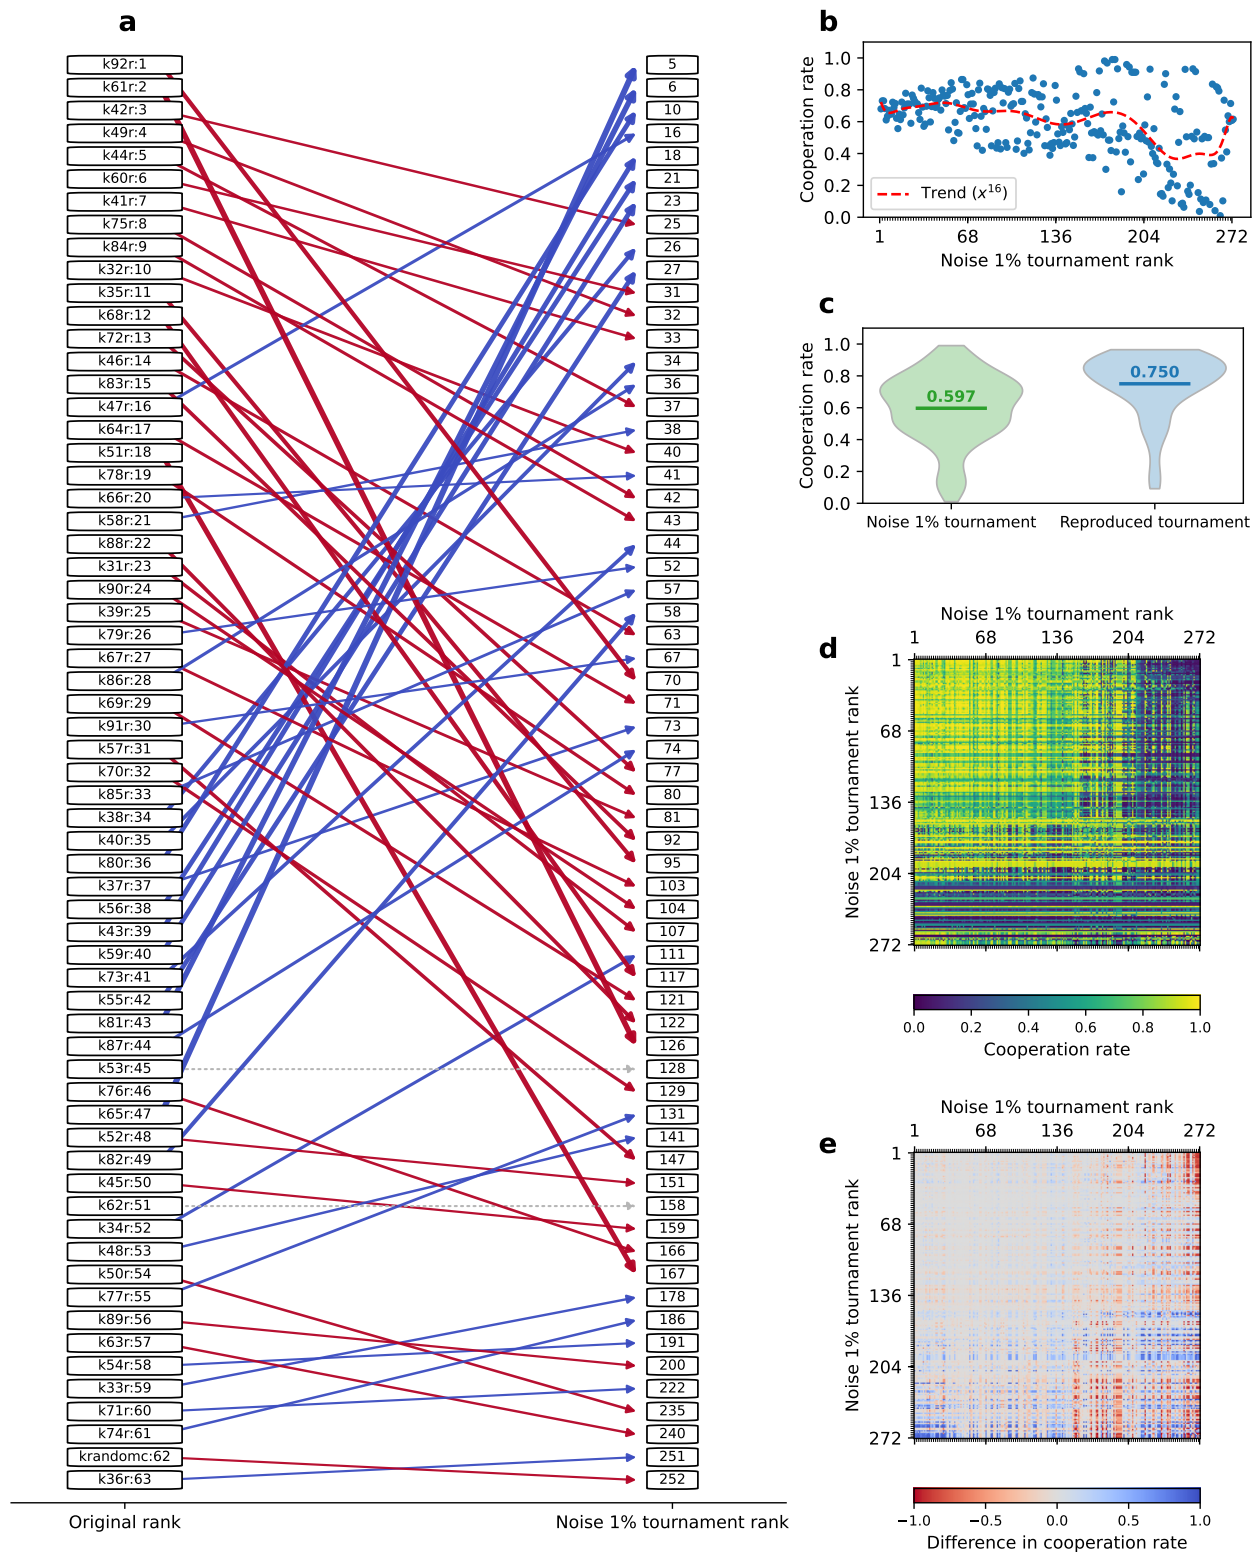 a
k92r:1
k61r:2
k42r:3
k49r:4
k44r:5
k60r:6
k41r:7
k75r:8
k84r:9
k32r:10
k35r:11
k68r:12
k72r:13
k46r:14
k83r:15
k47r:16
k64r:17
k51r:18
k78r:19
k66r:20
k58r:21
k88r:22
k31r:23
k90r:24
k39r:25
k79r:26
k67r:27
k86r:28
k69r:29
k91r:30
k57r:31
k70r:32
k85r:33
k38r:34
k40r:35
k80r:36
k37r:37
k56r:38
k43r:39
k59r:40
k73r:41
k55r:42
k81r:43
k87r:44
k53r:45
k76r:46
k65r:47
k52r:48
k82r:49
k45r:50
k62r:51
k34r:52
k48r:53
k50r:54
k77r:55
k89r:56
k63r:57
k54r:58
k33r:59
k71r:60
k74r:61
krandomc:62
k36r:63
Original rank
5
6
10
16
18
21
23
25
26
27
31
32
33
34
36
37
38
40
41
42
43
44
52
57
58
63
67
70
71
73
74
77
80
81
92
95
103
104
107
111
117
121
122
126
128
129
131
141
147
151
158
159
166
167
178
186
191
200
222
235
240
251
252
Noise 1% tournament rank
b
Cooperation rate
1.0
0.8
0.6
0.4
0.2
0.0
Trend (x^16)
1 68 136 204 272
Noise 1% tournament rank
c
Cooperation rate
1.0
0.8
0.6
0.4
0.2
0.0
0.597
0.750
Noise 1% tournament Reproduced tournament
d
Noise 1% tournament rank
1 68 136 204 272
Noise 1% tournament rank
1
68
136
204
272
0.0 0.2 0.4 0.6 0.8 1.0
Cooperation rate
e
Noise 1% tournament rank
1 68 136 204 272
Noise 1% tournament rank
1
68
136
204
272
−1.0 −0.5 0.0 0.5 1.0
Difference in cooperation rate